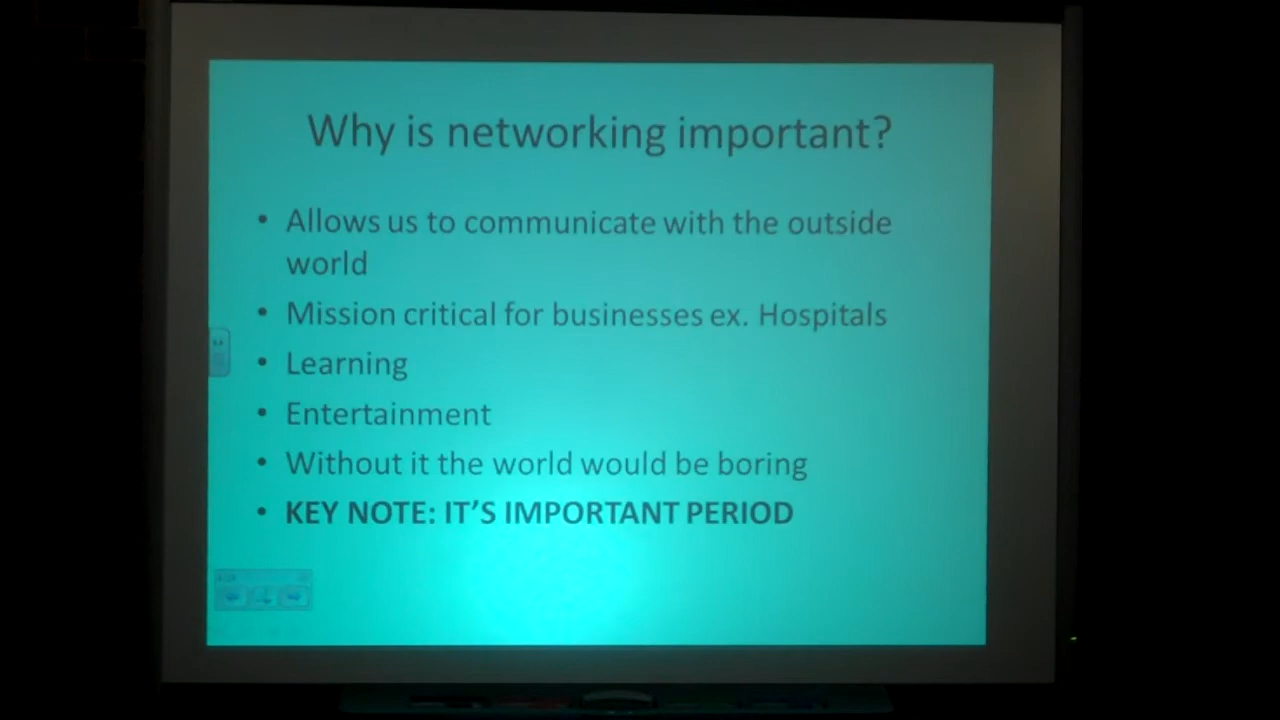 Why is networking important?
• Allows us to communicate with the outside
world
• Mission critical for businesses ex. Hospitals
• Learning
• Entertainment
• Without it the world would be boring
• KEY NOTE: IT'S IMPORTANT PERIOD